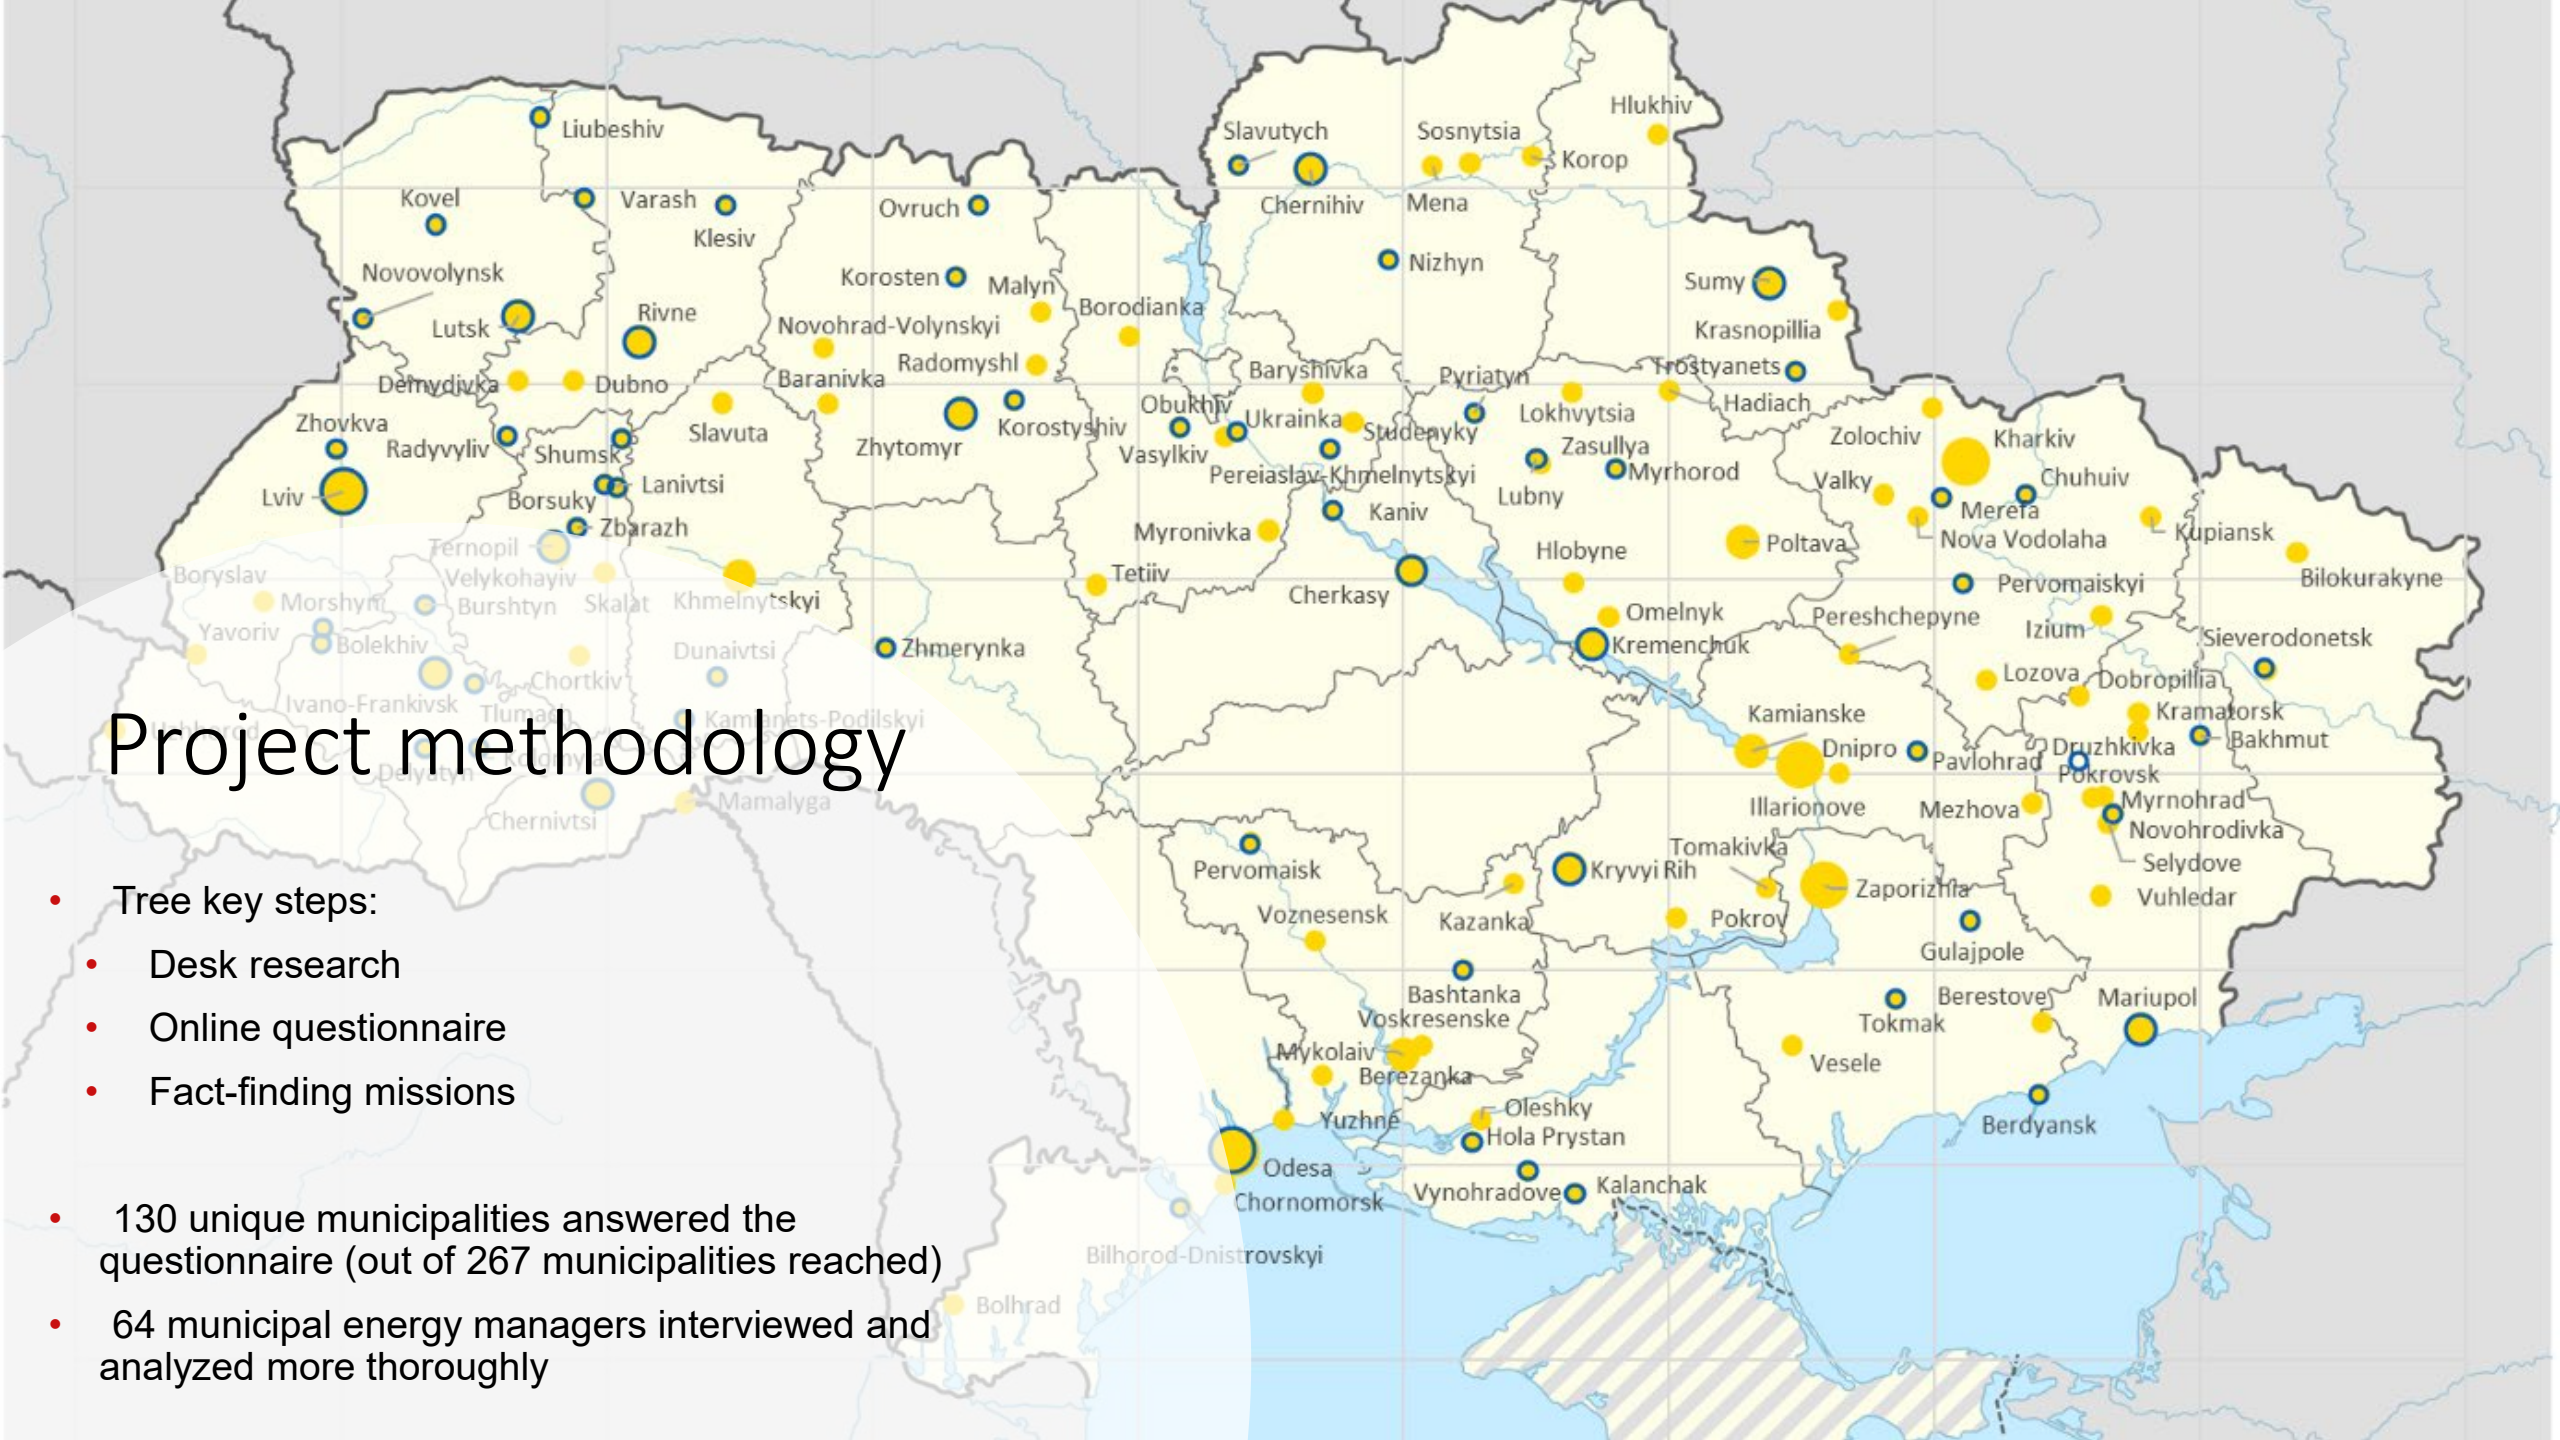 Hlukhiv
Slavutych
Sosnytsia
Liubeshiv
Korop
Kovel
Varash
Ovruch
Chernihiv
Mena
Klesiv
Nizhyn
Novovolynsk
Korosten
Malyn
Sumy
Borodianka
Rivne
Lutsk
Novohrad-Volynskyi
Krasnopillia
Radomyshl
Trostyanets
Demydivka
Dubno
Baranivka
Baryshivka
Pyriatyn
Obukhiv
Hadiach
Zhovkva
Slavuta
Korostyshiv
Ukrainka
Lokhvytsia
Studenyky
Zolochiv
Kharkiv
Radyvyliv
Shumsk
Zhytomyr
Vasylkiv
Zasullya
Pereiaslav-Khmelnytskyi
Myrhorod
Valky
Chuhuiv
Lviv
Lanivtsi
Borsuky
Lubny
Merefa
Zbarazh
Kaniv
Myronivka
Poltava
Nova Vodolaha
Kupiansk
Ternopil
Hlobyne
Boryslav
Velykohayiv
Tetiiv
Bilokurakyne
Pervomaiskyi
Morshyn
Burshtyn
Skalat
Khmelnytskyi
Cherkasy
Omelnyk
Pereshchepyne
Izium
Yavoriv
Bolekhiv
Dunaivtsi
Zhmerynka
Kremenchuk
Sieverodonetsk
Chortkiv
Lozova
Dobropillia
Ivano-Frankivsk
Tlumach
Kamianets-Podilskyi
Kamianske
Kramatorsk
Uzhhorod
Project methodology
Dnipro
Pavlohrad
Druzhkivka
Bakhmut
Delyatyn
Kolomyia
Pokrovsk
Mamalyga
Chernivtsi
Illarionove
Mezhova
Myrnohrad
Novohrodivka
Tomakivka
Pervomaisk
Kryvyi Rih
Selydove
Zaporizhia
Vuhledar
• Tree key steps:
Voznesensk
Kazanka
Pokrov
Gulajpole
• Desk research
Bashtanka
Berestove
Mariupol
• Online questionnaire
Voskresenske
Tokmak
Mykolaiv
Vesele
Berezanka
• Fact-finding missions
Yuzhne
Oleshky
Berdyansk
Hola Prystan
Odesa
Vynohradove
Kalanchak
Chornomorsk
• 130 unique municipalities answered the
questionnaire (out of 267 municipalities reached)
Bilhorod-Dnistrovskyi
Bolhrad
• 64 municipal energy managers interviewed and
analyzed more thoroughly